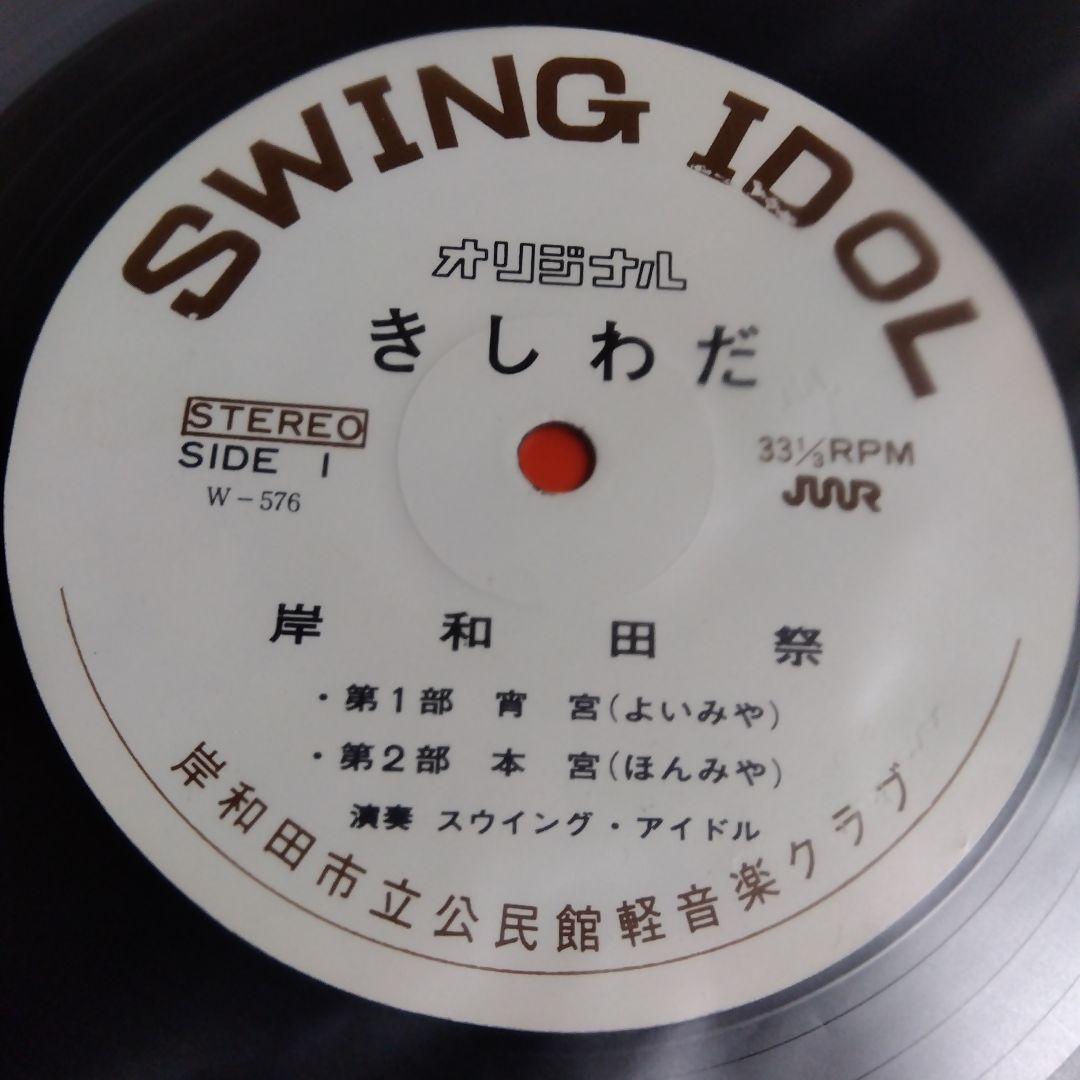 SWING IDOL
オリジナル
きしわだ
STEREO
SIDE 1
W-576
33⅓RPM
JWR
岸和田祭
・第1部 宵宮(よいみや)
・第2部 本宮(ほんみや)
演奏 スウイング・アイドル
岸和田市立公民館軽音楽クラブ